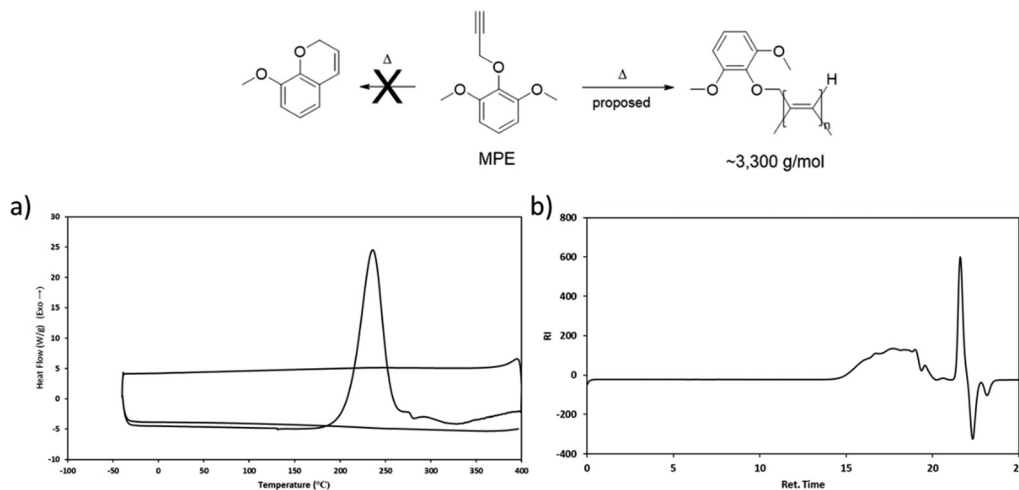 O
O
Δ
X
O
O
O
MPE
Δ
proposed
O
O
O
H
n
~3,300 g/mol
a)
Heat Flow (W/g) (Exo →)
30
25
20
15
10
5
0
-5
-10
-100
-50
0
50
100
150
200
250
300
350
400
Temperature (°C)
b)
RI
800
600
400
200
0
-200
-400
0
5
10
15
20
25
Ret. Time